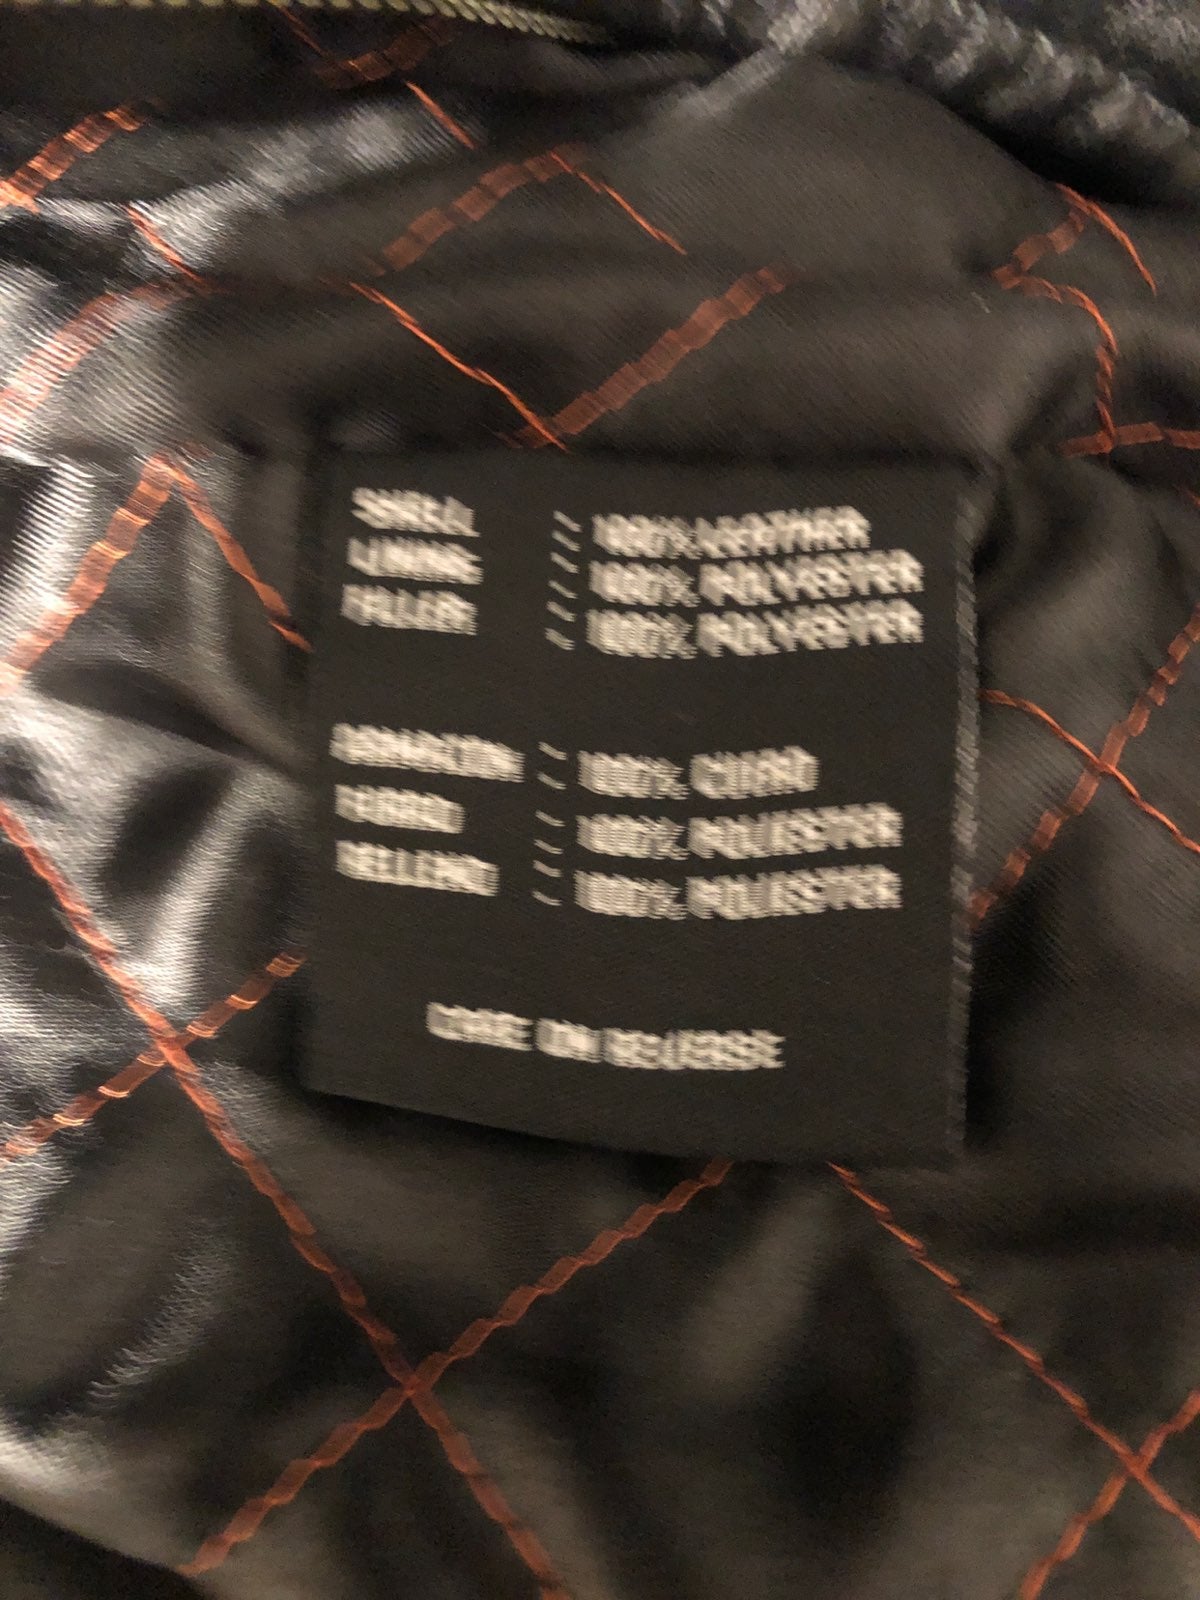 SHELL : 100% LEATHER
LINING : 100% POLYESTER
FILLER : 100% POLYESTER
: 100% CUERO
FORRO : 100% POLIESTER
RELLENO : 100% POLIESTER
CARE ON REVERSE